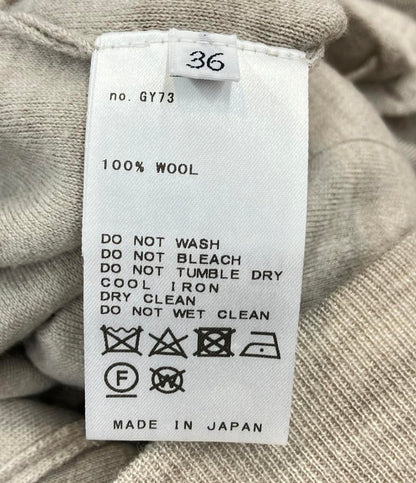 36
no. GY73
100% WOOL
DO NOT WASH
DO NOT BLEACH
DO NOT TUMBLE DRY
COOL IRON
DRY CLEAN
DO NOT WET CLEAN
F W
MADE IN JAPAN